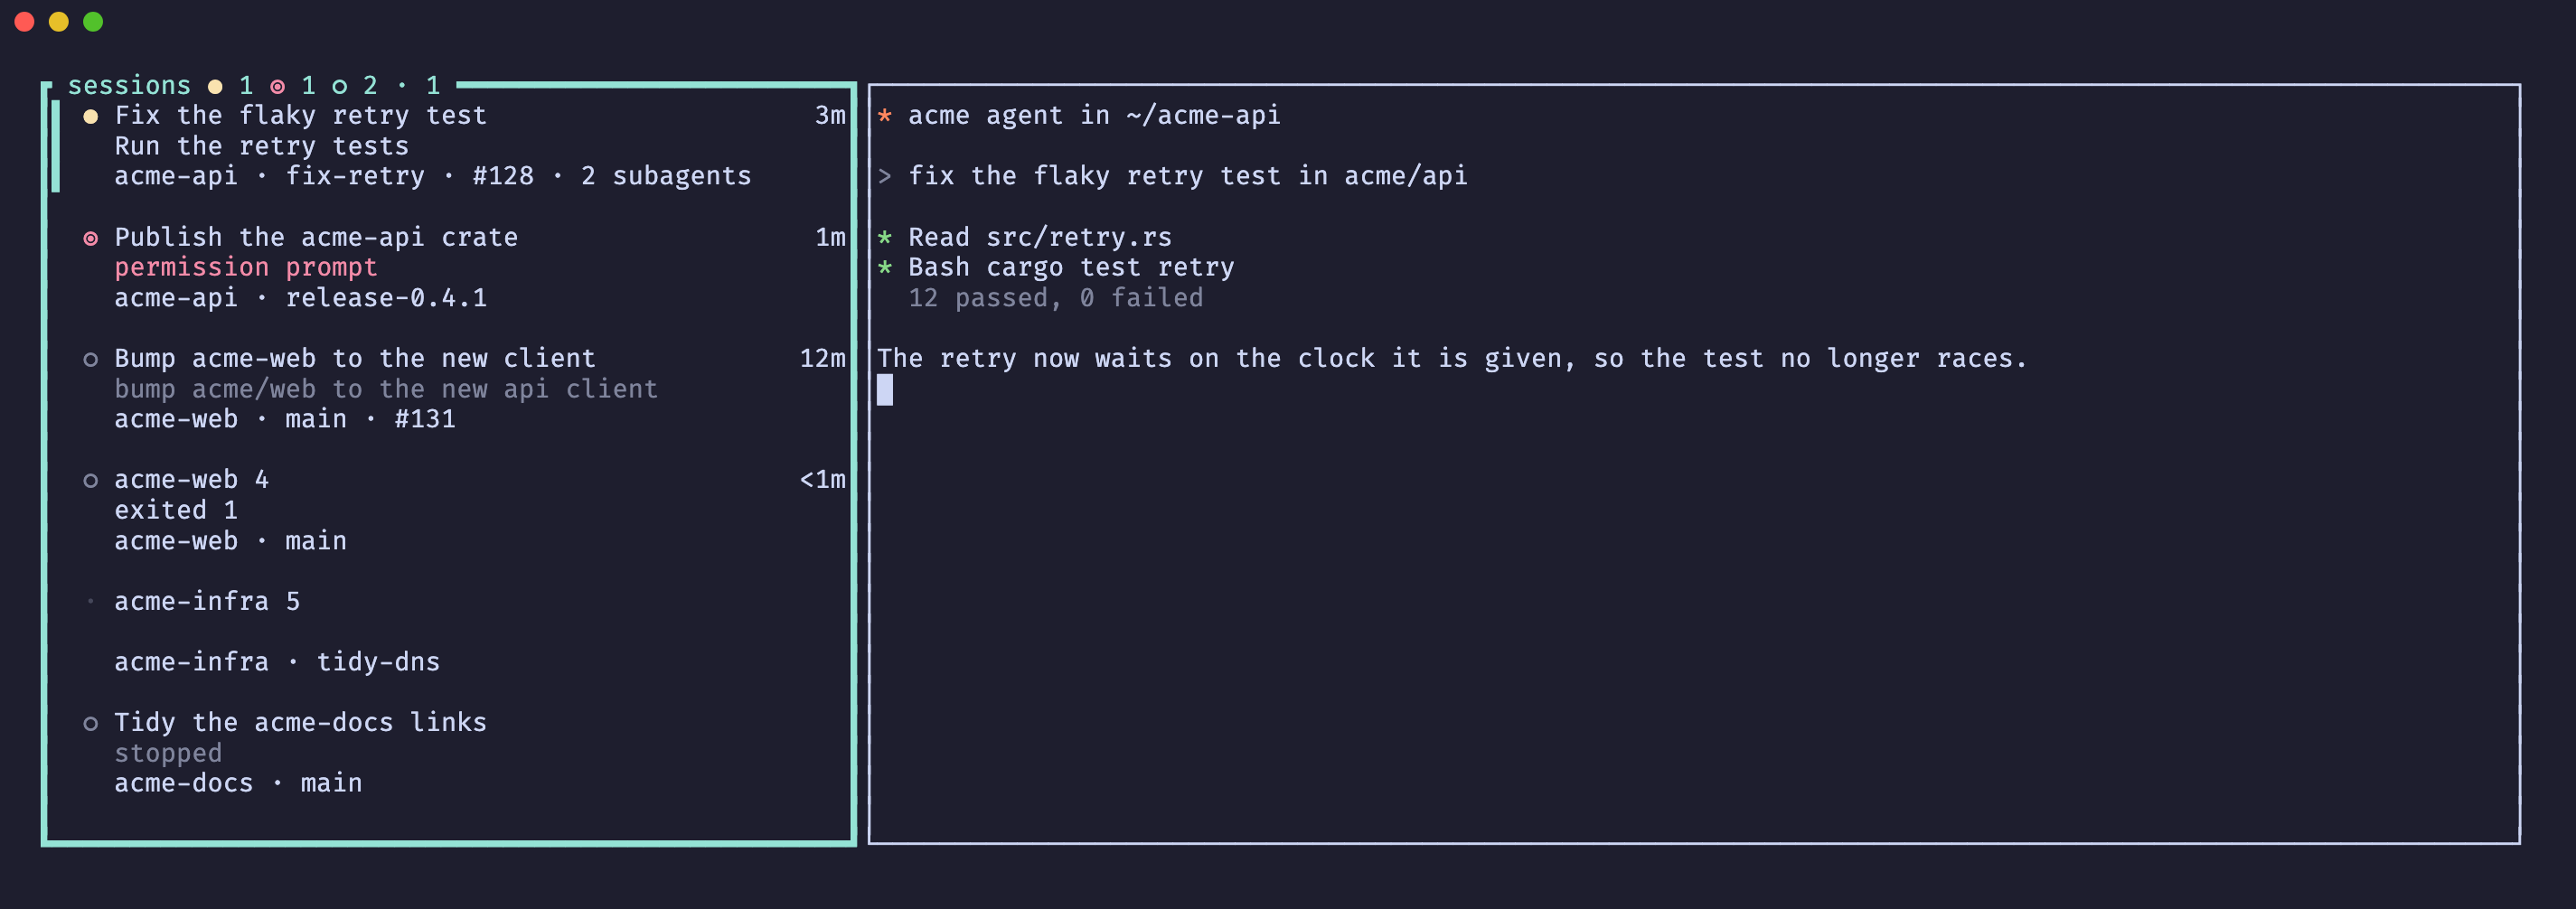 sessions ● 1 ◉ 1 ○ 2 · 1
● Fix the flaky retry test 3m
Run the retry tests
acme-api · fix-retry · #128 · 2 subagents
◉ Publish the acme-api crate 1m
permission prompt
acme-api · release-0.4.1
○ Bump acme-web to the new client 12m
bump acme/web to the new api client
acme-web · main · #131
○ acme-web 4 <1m
exited 1
acme-web · main
· acme-infra 5
acme-infra · tidy-dns
○ Tidy the acme-docs links
stopped
acme-docs · main
* acme agent in ~/acme-api
> fix the flaky retry test in acme/api
* Read src/retry.rs
* Bash cargo test retry
12 passed, 0 failed
The retry now waits on the clock it is given, so the test no longer races.